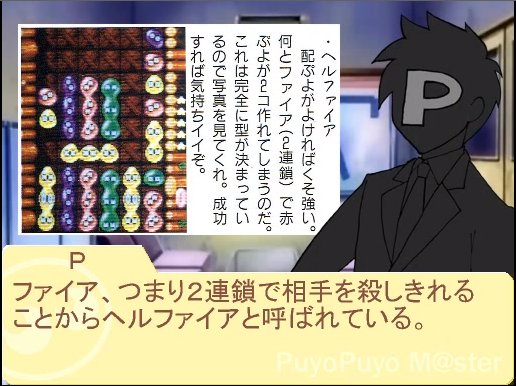 ・ヘルファイア
配ぷよがよければくそ強い。
何とファイア(2連鎖)で赤
ぷよが2コ作れてしまうのだ。
これは完全に型が決まってい
るので写真を見てくれ。成功
すれば気持ちイイぞ。
P
P
ファイア、つまり2連鎖で相手を殺しきれる
ことからヘルファイアと呼ばれている。
PuyoPuyo M@ster